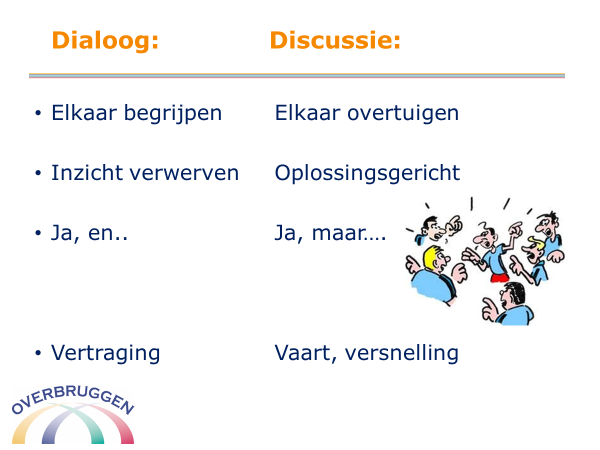 Dialoog: Discussie:
• Elkaar begrijpen Elkaar overtuigen
• Inzicht verwerven Oplossingsgericht
• Ja, en.. Ja, maar….
• Vertraging Vaart, versnelling
OVERBRUGGEN